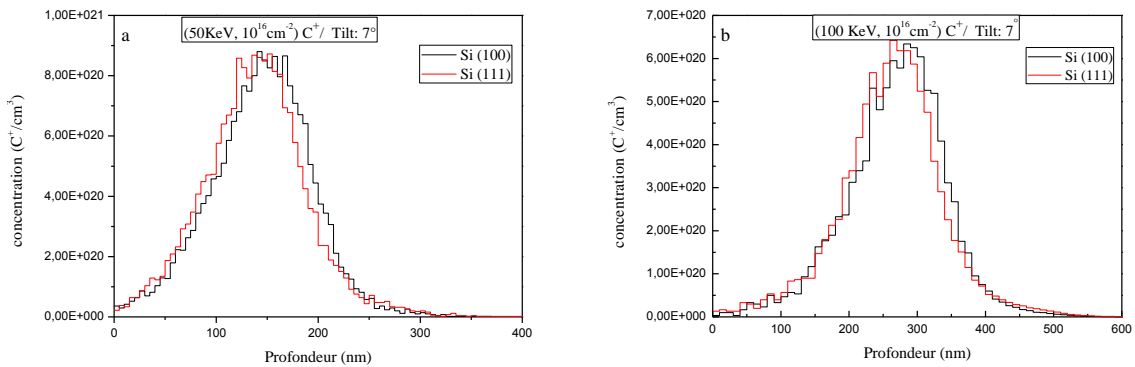 a
(50KeV, 10¹⁶cm⁻²) C⁺/ Tilt: 7°
Si (100)
Si (111)
1,00E+021
8,00E+020
6,00E+020
4,00E+020
2,00E+020
0,00E+000
concentration (C⁺/cm³)
0 100 200 300 400
Profondeur (nm)
b
(100 KeV, 10¹⁶cm⁻²) C⁺/ Tilt: 7°
Si (100)
Si (111)
7,00E+020
6,00E+020
5,00E+020
4,00E+020
3,00E+020
2,00E+020
1,00E+020
0,00E+000
concentration (C⁺/cm³)
0 100 200 300 400 500 600
Profondeur (nm)